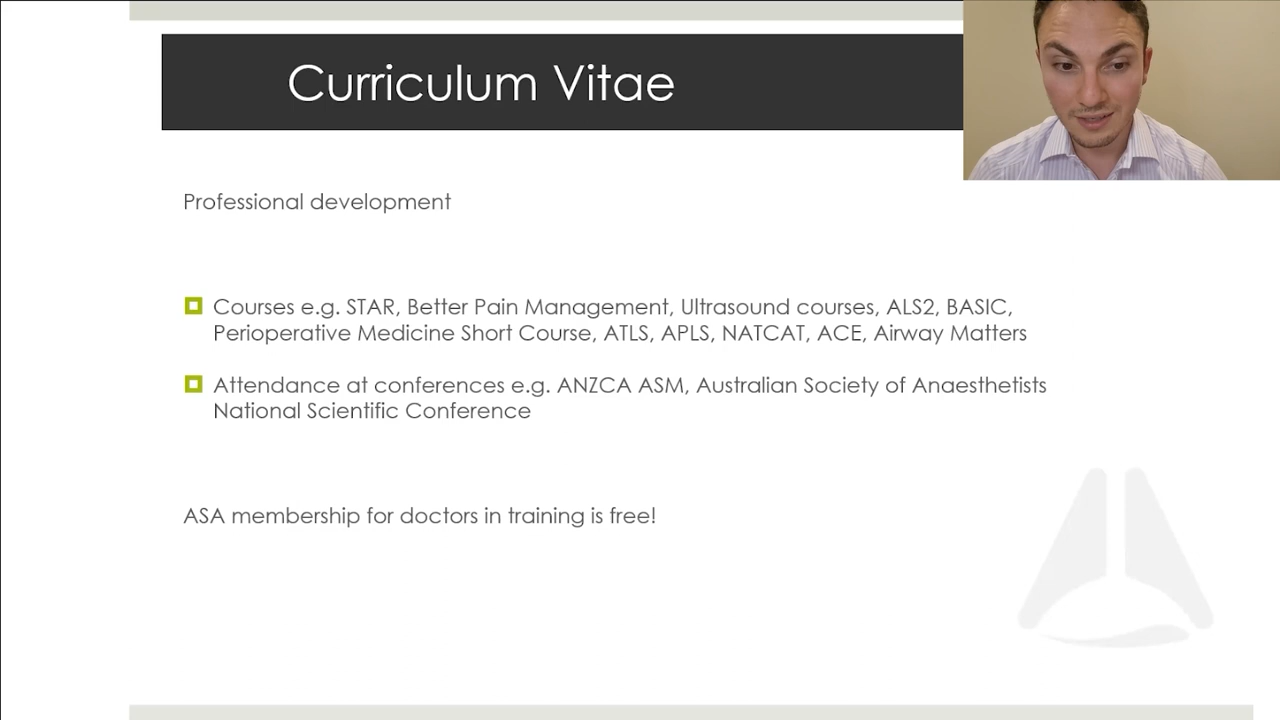 Curriculum Vitae
Professional development
Courses e.g. STAR, Better Pain Management, Ultrasound courses, ALS2, BASIC,
Perioperative Medicine Short Course, ATLS, APLS, NATCAT, ACE, Airway Matters
Attendance at conferences e.g. ANZCA ASM, Australian Society of Anaesthetists
National Scientific Conference
ASA membership for doctors in training is free!